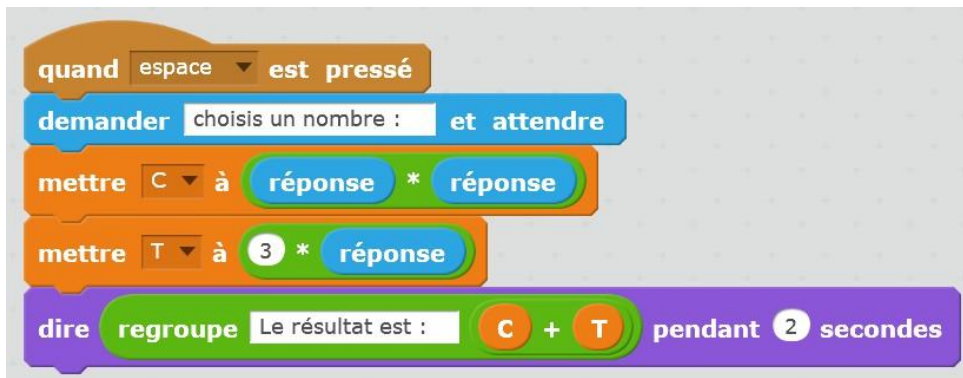 quand espace est pressé
demander choisis un nombre : et attendre
mettre C à réponse * réponse
mettre T à 3 * réponse
dire regroupe Le résultat est : C + T pendant 2 secondes